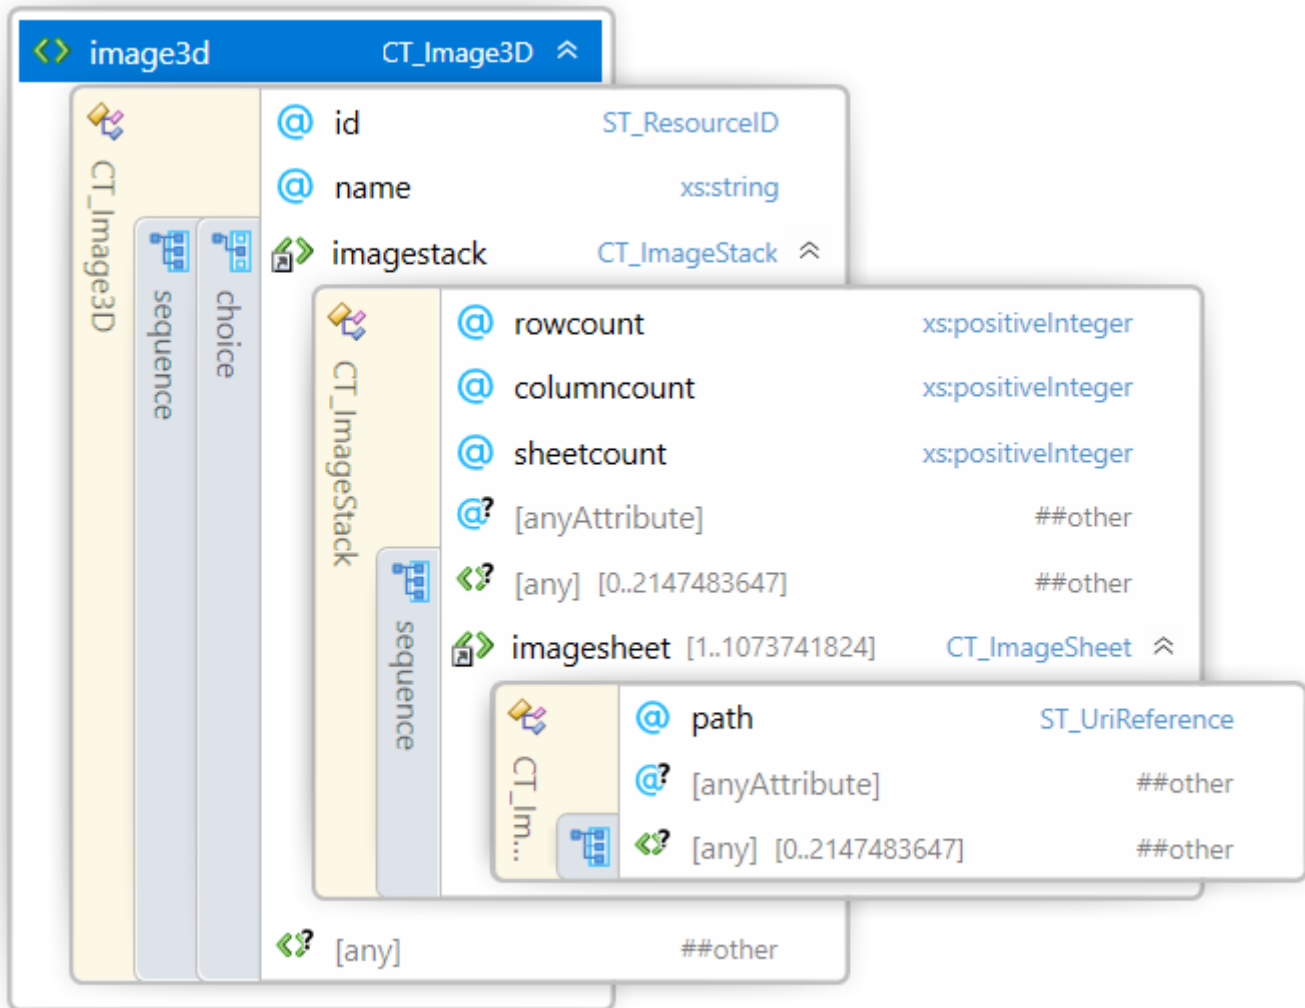 image3d CT_Image3D
CT_Image3D
sequence
choice
@ id ST_ResourceID
@ name xs:string
imagestack CT_ImageStack
CT_ImageStack
sequence
@ rowcount xs:positiveInteger
@ columncount xs:positiveInteger
@ sheetcount xs:positiveInteger
@? [anyAttribute] ##other
<>? [any] [0..2147483647] ##other
imagesheet [1..1073741824] CT_ImageSheet
CT_Im...
@ path ST_UriReference
@? [anyAttribute] ##other
<>? [any] [0..2147483647] ##other
<>? [any] ##other